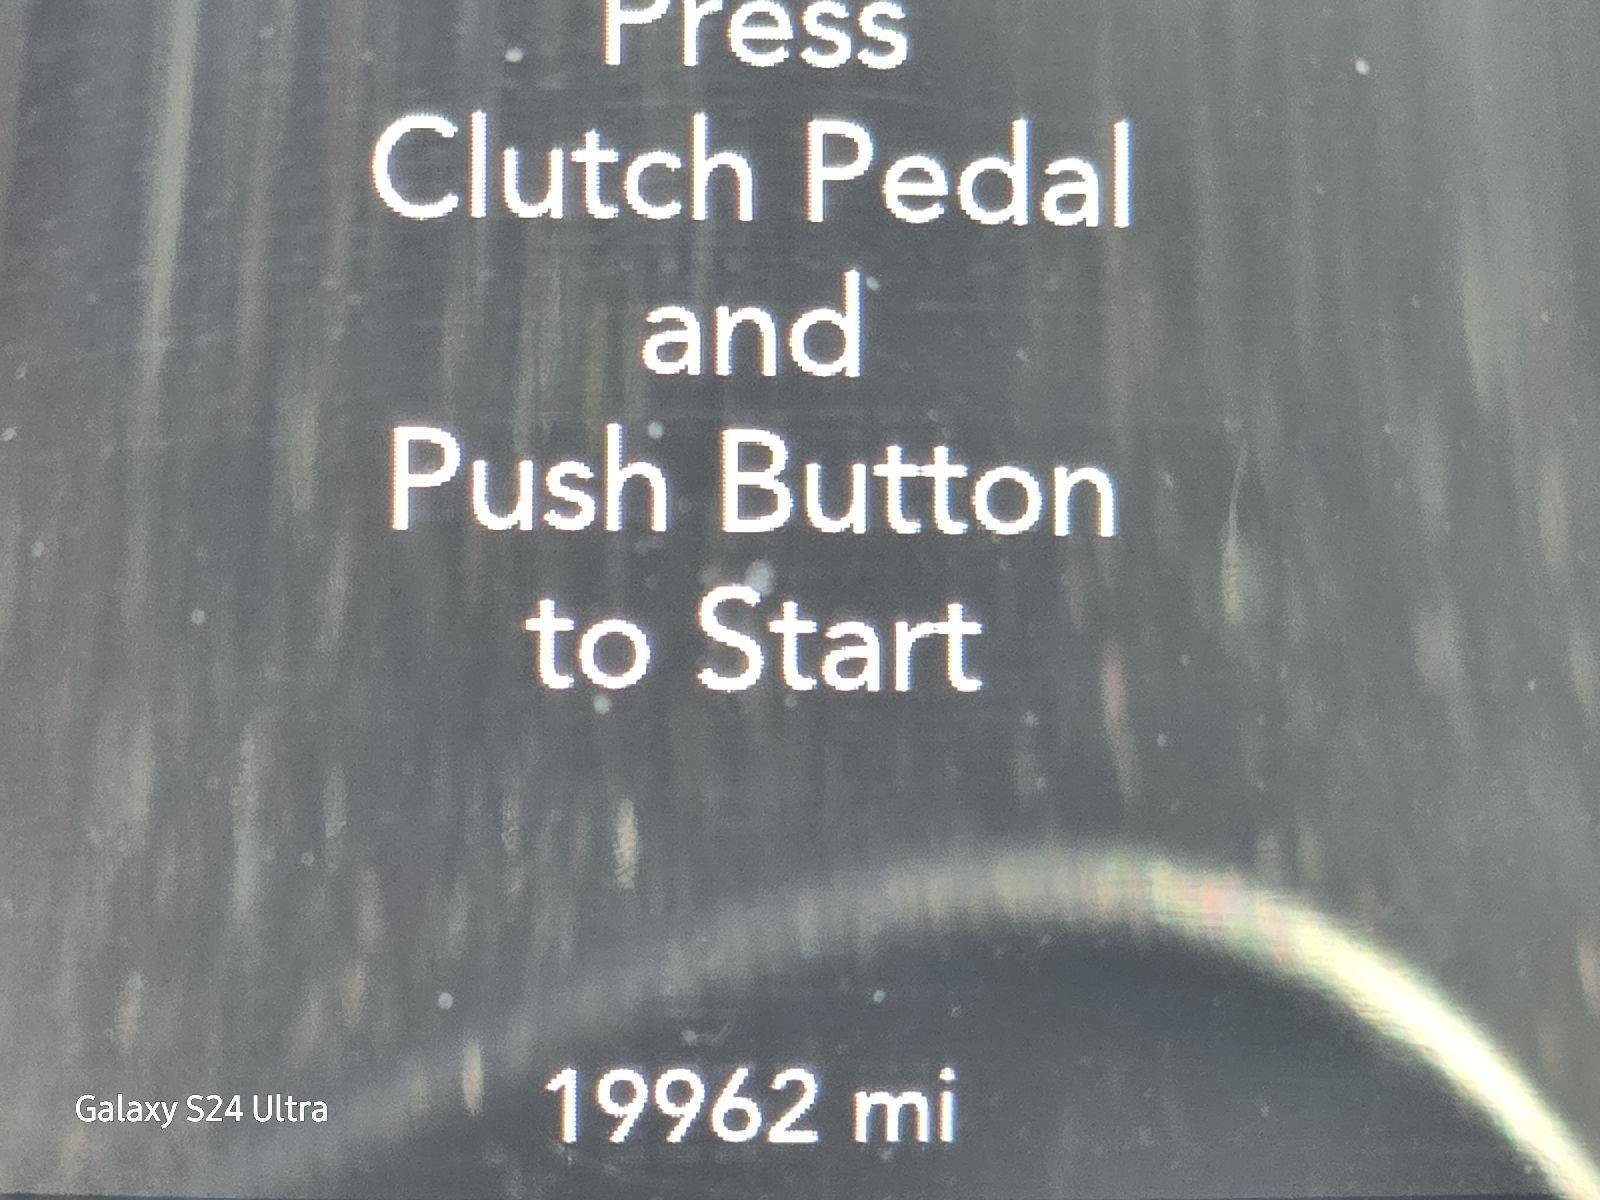 Press
Clutch Pedal
and
Push Button
to Start
19962 mi
Galaxy S24 Ultra